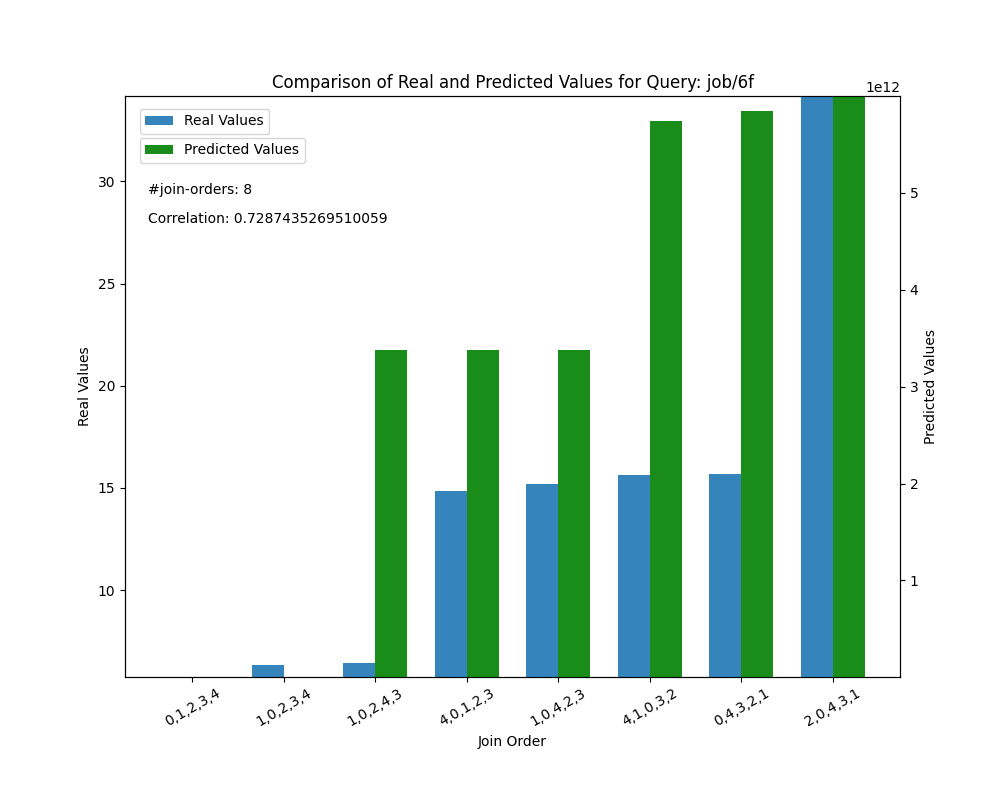 Comparison of Real and Predicted Values for Query: job/6f
1e12
Real Values
Predicted Values
#join-orders: 8
Correlation: 0.7287435269510059
30
25
20
15
10
Real Values
5
4
3
2
1
Predicted Values
0,1,2,3,4
1,0,2,3,4
1,0,2,4,3
4,0,1,2,3
1,0,4,2,3
4,1,0,3,2
0,4,3,2,1
2,0,4,3,1
Join Order